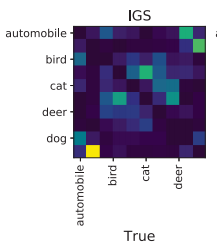 IGS
automobile
bird
cat
deer
dog
automobile
bird
cat
deer
True